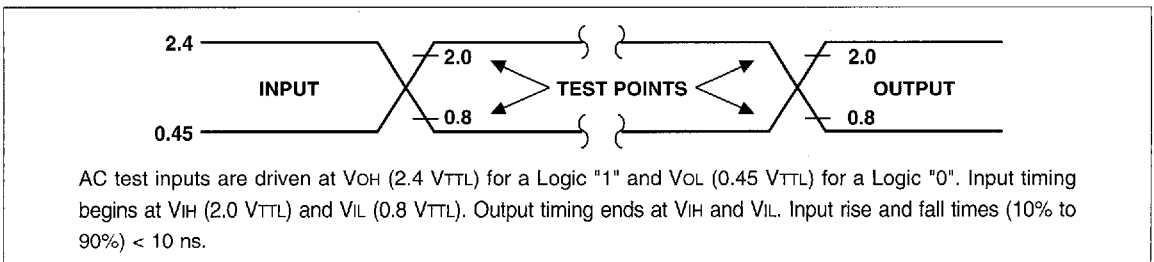 2.4
2.0
2.0
INPUT
TEST POINTS
OUTPUT
0.45
0.8
0.8
AC test inputs are driven at VOH (2.4 VTTL) for a Logic "1" and VOL (0.45 VTTL) for a Logic "0". Input timing
begins at VIH (2.0 VTTL) and VIL (0.8 VTTL). Output timing ends at VIH and VIL. Input rise and fall times (10% to
90%) < 10 ns.